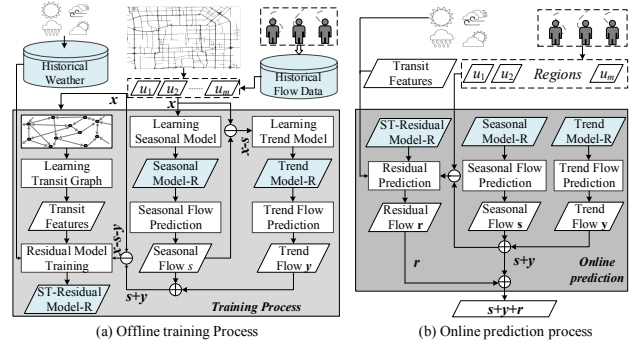 Historical
Weather
Historical
Flow Data
u1 u2 ...... um
x
x
Learning
Seasonal Model
Learning
Trend Model
x-s
Learning
Transit Graph
Seasonal
Model-R
Trend
Model-R
Transit
Features
Seasonal Flow
Prediction
Trend Flow
Prediction
x-s-y
Residual Model
Training
Seasonal
Flow s
Trend
Flow y
s+y
ST-Residual
Model-R
Training Process
(a) Offline training Process
Transit
Features
u1 u2 Regions um
ST-Residual
Model-R
Seasonal
Model-R
Trend
Model-R
Residual
Prediction
Seasonal Flow
Prediction
Trend Flow
Prediction
Residual
Flow r
Seasonal
Flow s
Trend
Flow y
s+y
r
Online
prediction
s+y+r
(b) Online prediction process